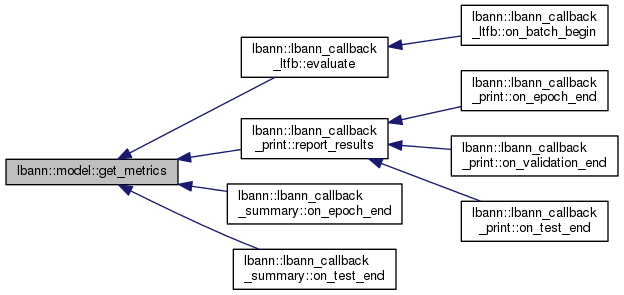 lbann::model::get_metrics
lbann::lbann_callback
_ltfb::evaluate
lbann::lbann_callback
_ltfb::on_batch_begin
lbann::lbann_callback
_print::report_results
lbann::lbann_callback
_print::on_epoch_end
lbann::lbann_callback
_print::on_validation_end
lbann::lbann_callback
_print::on_test_end
lbann::lbann_callback
_summary::on_epoch_end
lbann::lbann_callback
_summary::on_test_end